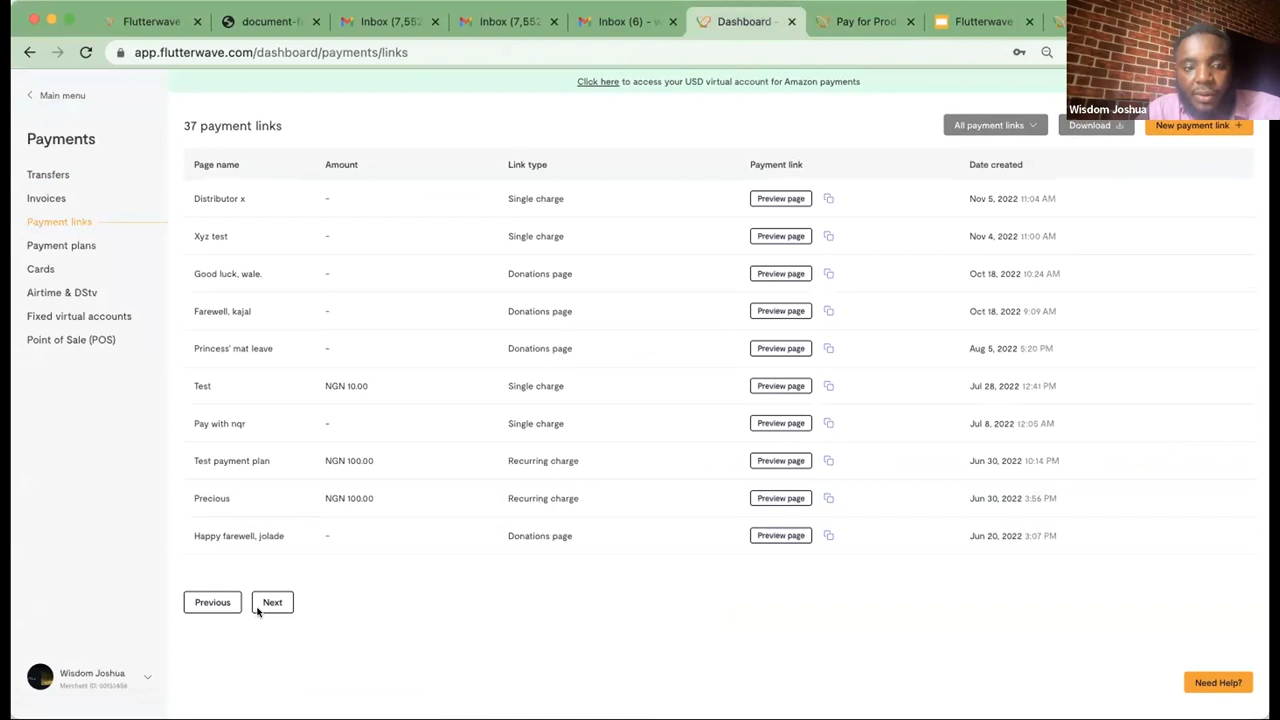 Flutterwave
document-f
Inbox (7,552
Inbox (7,552
Inbox (6) - w
Dashboard -
Pay for Prod
Flutterwave
app.flutterwave.com/dashboard/payments/links
Click here to access your USD virtual account for Amazon payments
Wisdom Joshua
Main menu
Payments
Transfers
Invoices
Payment links
Payment plans
Cards
Airtime & DStv
Fixed virtual accounts
Point of Sale (POS)
37 payment links
All payment links
Download
New payment link +
Page name Amount Link type Payment link Date created
Distributor x - Single charge Preview page Nov 5, 2022 11:04 AM
Xyz test - Single charge Preview page Nov 4, 2022 11:00 AM
Good luck, wale. - Donations page Preview page Oct 18, 2022 10:24 AM
Farewell, kajal - Donations page Preview page Oct 18, 2022 9:09 AM
Princess' mat leave - Donations page Preview page Aug 5, 2022 5:20 PM
Test NGN 10.00 Single charge Preview page Jul 28, 2022 12:41 PM
Pay with nqr - Single charge Preview page Jul 8, 2022 12:05 AM
Test payment plan NGN 100.00 Recurring charge Preview page Jun 30, 2022 10:14 PM
Precious NGN 100.00 Recurring charge Preview page Jun 30, 2022 3:56 PM
Happy farewell, jolade - Donations page Preview page Jun 20, 2022 3:07 PM
Previous
Next
Wisdom Joshua
Merchant ID:
Need Help?